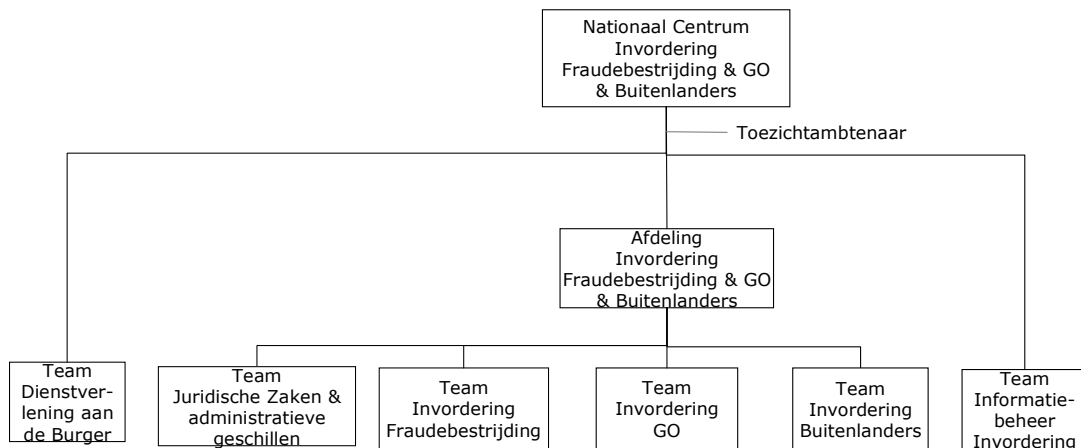 Nationaal Centrum
Invordering
Fraudebestrijding & GO
& Buitenlanders
Toezichtambtenaar
Afdeling
Invordering
Fraudebestrijding & GO
& Buitenlanders
Team
Dienstver-
lening aan
de Burger
Team
Juridische Zaken &
administratieve
geschillen
Team
Invordering
Fraudebestrijding
Team
Invordering
GO
Team
Invordering
Buitenlanders
Team
Informatie-
beheer
Invordering